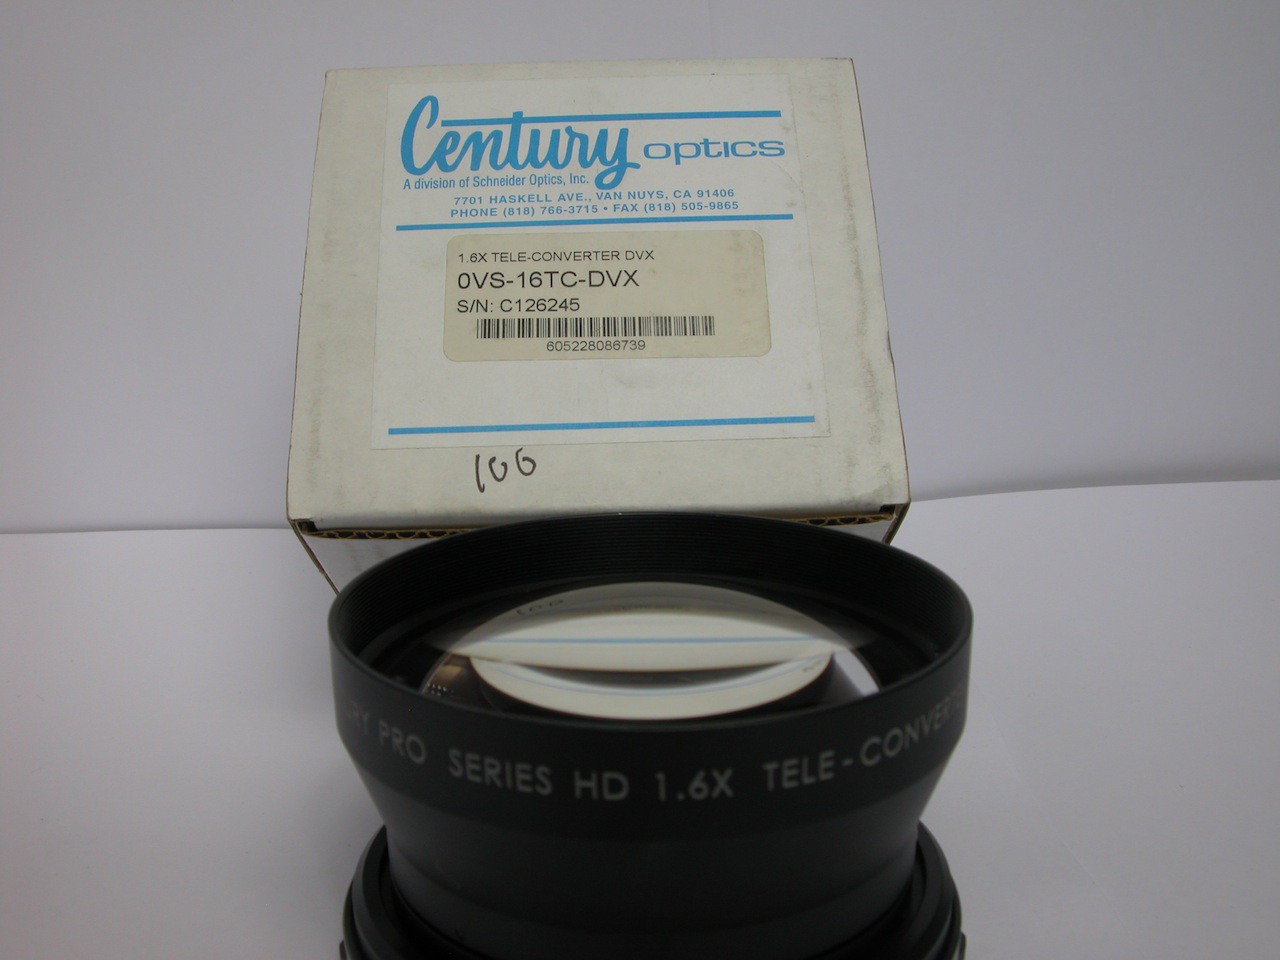 Century optics
A division of Schneider Optics, Inc.
7701 HASKELL AVE., VAN NUYS, CA 91406
PHONE (818) 766-3715 • FAX (818) 505-9865
1.6X TELE-CONVERTER DVX
0VS-16TC-DVX
S/N: C126245
605228086739
100
RY PRO SERIES HD 1.6X TELE-CONVERTE